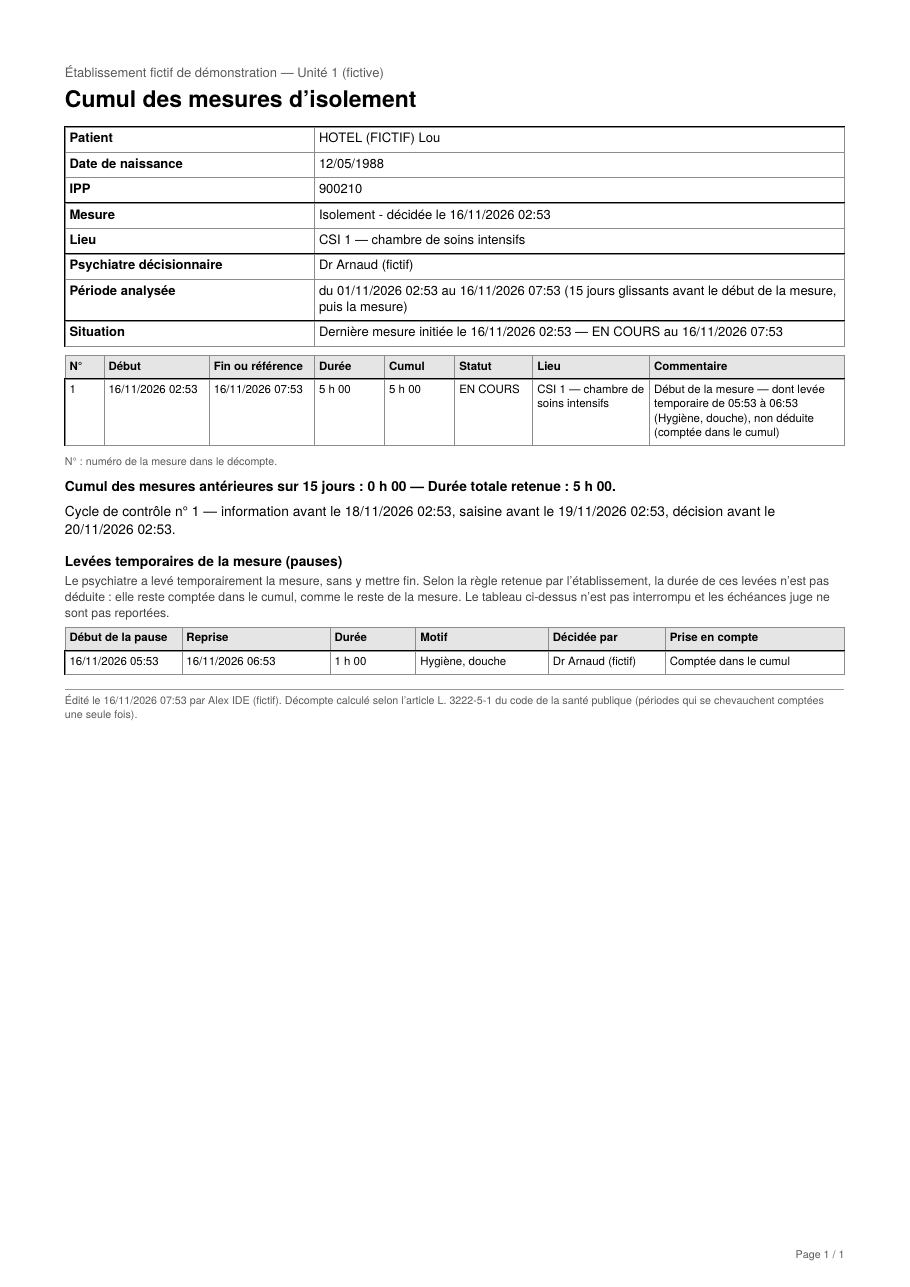 Établissement fictif de démonstration — Unité 1 (fictive)
Cumul des mesures d’isolement
Patient HOTEL (FICTIF) Lou
Date de naissance 12/05/1988
IPP 900210
Mesure Isolement - décidée le 16/11/2026 02:53
Lieu CSI 1 — chambre de soins intensifs
Psychiatre décisionnaire Dr Arnaud (fictif)
Période analysée du 01/11/2026 02:53 au 16/11/2026 07:53 (15 jours glissants avant le début de la mesure,
puis la mesure)
Situation Dernière mesure initiée le 16/11/2026 02:53 — EN COURS au 16/11/2026 07:53
N° Début Fin ou référence Durée Cumul Statut Lieu Commentaire
1 16/11/2026 02:53 16/11/2026 07:53 5 h 00 5 h 00 EN COURS CSI 1 — chambre de Début de la mesure — dont levée
soins intensifs temporaire de 05:53 à 06:53
(Hygiène, douche), non déduite
(comptée dans le cumul)
N° : numéro de la mesure dans le décompte.
Cumul des mesures antérieures sur 15 jours : 0 h 00 — Durée totale retenue : 5 h 00.
Cycle de contrôle n° 1 — information avant le 18/11/2026 02:53, saisine avant le 19/11/2026 02:53, décision avant le
20/11/2026 02:53.
Levées temporaires de la mesure (pauses)
Le psychiatre a levé temporairement la mesure, sans y mettre fin. Selon la règle retenue par l’établissement, la durée de ces levées n’est pas
déduite : elle reste comptée dans le cumul, comme le reste de la mesure. Le tableau ci-dessus n’est pas interrompu et les échéances juge ne
sont pas reportées.
Début de la pause Reprise Durée Motif Décidée par Prise en compte
16/11/2026 05:53 16/11/2026 06:53 1 h 00 Hygiène, douche Dr Arnaud (fictif) Comptée dans le cumul
Édité le 16/11/2026 07:53 par Alex IDE (fictif). Décompte calculé selon l’article L. 3222-5-1 du code de la santé publique (périodes qui se chevauchent comptées
une seule fois).
Page 1 / 1